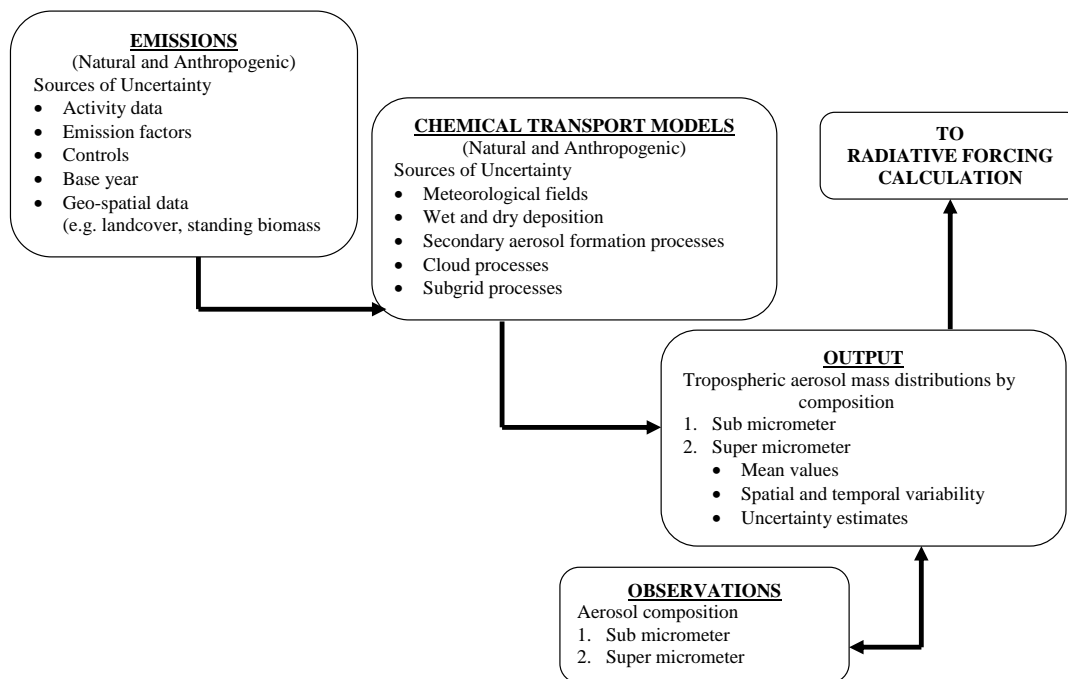 EMISSIONS
(Natural and Anthropogenic)
Sources of Uncertainty
• Activity data
• Emission factors
• Controls
• Base year
• Geo-spatial data
(e.g. landcover, standing biomass
CHEMICAL TRANSPORT MODELS
(Natural and Anthropogenic)
Sources of Uncertainty
• Meteorological fields
• Wet and dry deposition
• Secondary aerosol formation processes
• Cloud processes
• Subgrid processes
TO
RADIATIVE FORCING
CALCULATION
OUTPUT
Tropospheric aerosol mass distributions by
composition
1. Sub micrometer
2. Super micrometer
• Mean values
• Spatial and temporal variability
• Uncertainty estimates
OBSERVATIONS
Aerosol composition
1. Sub micrometer
2. Super micrometer